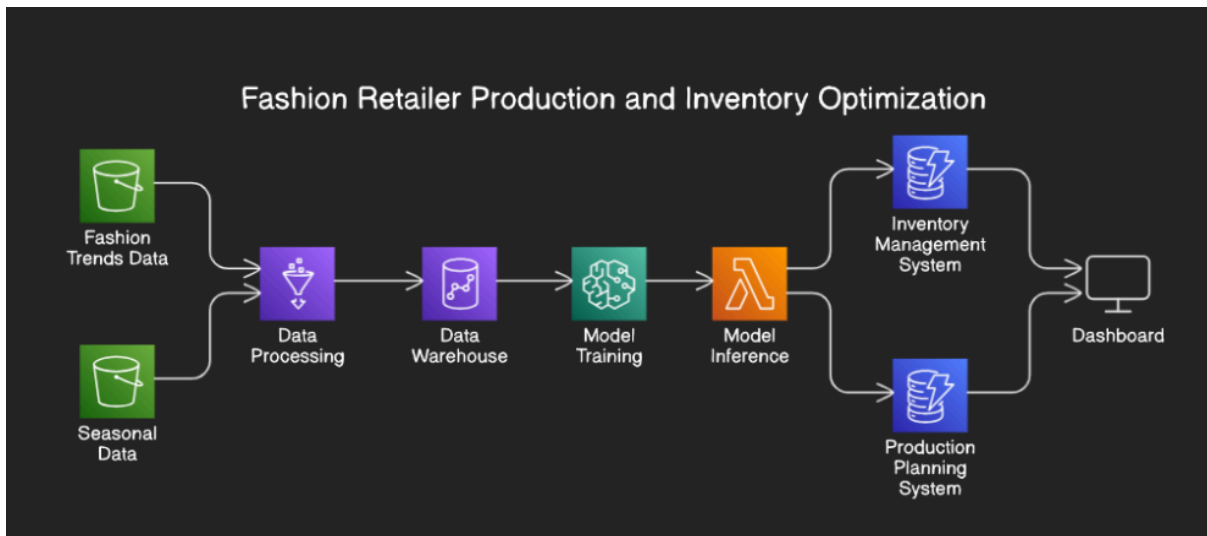 Fashion Retailer Production and Inventory Optimization
Fashion
Trends Data
Seasonal
Data
Data
Processing
Data
Warehouse
Model
Training
Model
Inference
Inventory
Management
System
Production
Planning
System
Dashboard